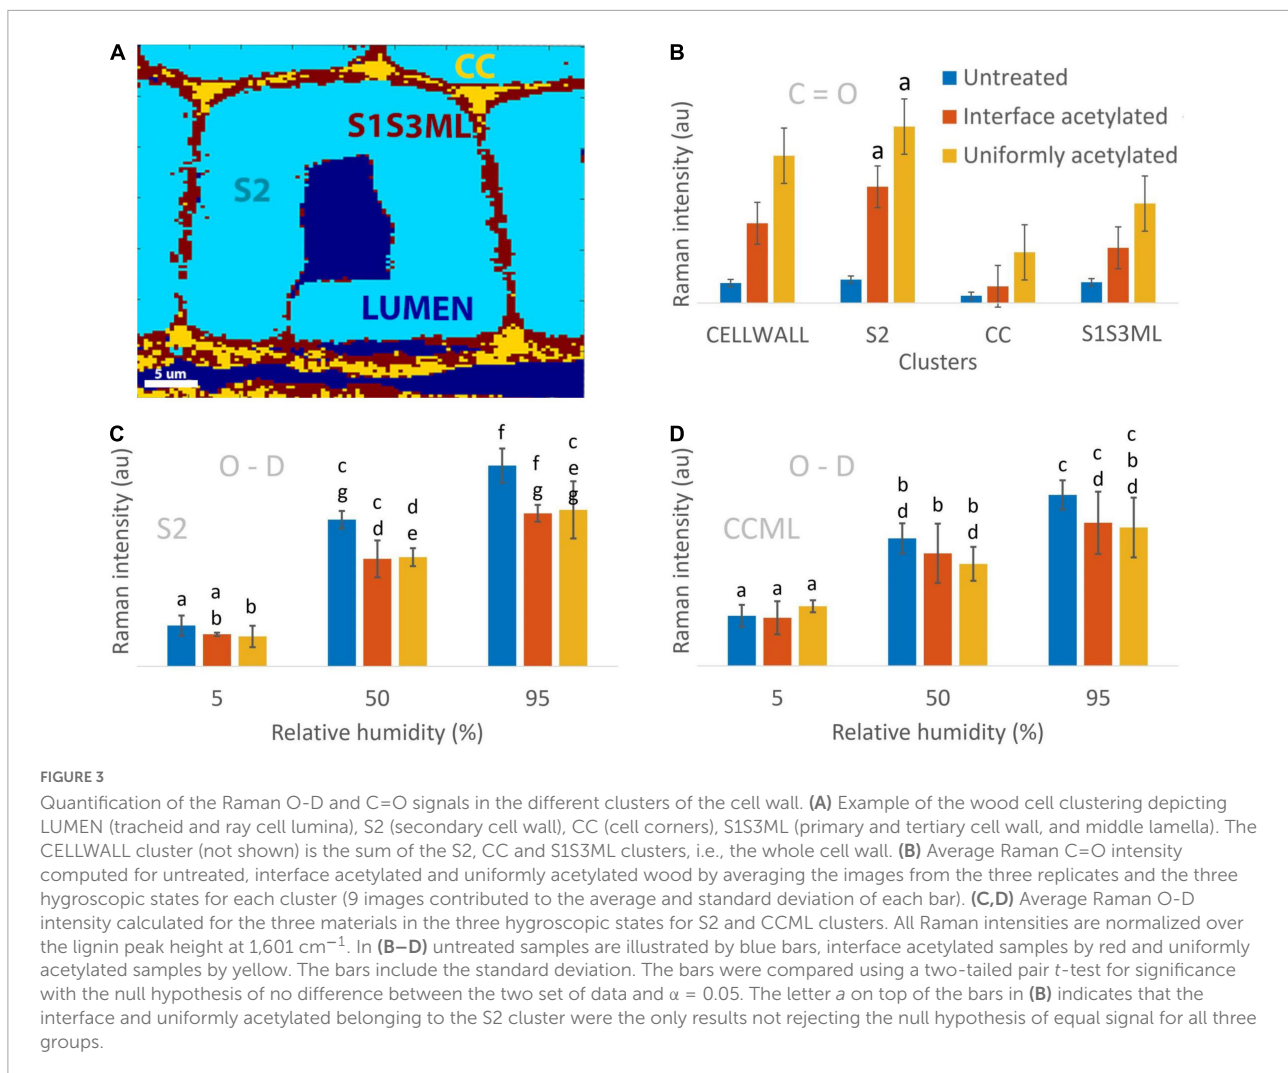 A
CC
S1S3ML
S2
LUMEN
5 um
B
C = O
Untreated
Interface acetylated
Uniformly acetylated
Raman intensity (au)
a
a
CELLWALL S2 CC S1S3ML
Clusters
C
O - D
S2
Raman intensity (au)
a
a
b
b
c
g
c
d
d
e
f
f
g
c
e
g
5 50 95
Relative humidity (%)
D
O - D
CCML
Raman intensity (au)
a
a
a
b
d
b
b
d
c
c
d
c
b
d
5 50 95
Relative humidity (%)
FIGURE 3
Quantification of the Raman O-D and C=O signals in the different clusters of the cell wall. (A) Example of the wood cell clustering depicting
LUMEN (tracheid and ray cell lumina), S2 (secondary cell wall), CC (cell corners), S1S3ML (primary and tertiary cell wall, and middle lamella). The
CELLWALL cluster (not shown) is the sum of the S2, CC and S1S3ML clusters, i.e., the whole cell wall. (B) Average Raman C=O intensity
computed for untreated, interface acetylated and uniformly acetylated wood by averaging the images from the three replicates and the three
hygroscopic states for each cluster (9 images contributed to the average and standard deviation of each bar). (C,D) Average Raman O-D
intensity calculated for the three materials in the three hygroscopic states for S2 and CCML clusters. All Raman intensities are normalized over
the lignin peak height at 1,601 cm⁻¹. In (B–D) untreated samples are illustrated by blue bars, interface acetylated samples by red and uniformly
acetylated samples by yellow. The bars include the standard deviation. The bars were compared using a two-tailed pair t-test for significance
with the null hypothesis of no difference between the two set of data and α = 0.05. The letter a on top of the bars in (B) indicates that the
interface and uniformly acetylated belonging to the S2 cluster were the only results not rejecting the null hypothesis of equal signal for all three
groups.